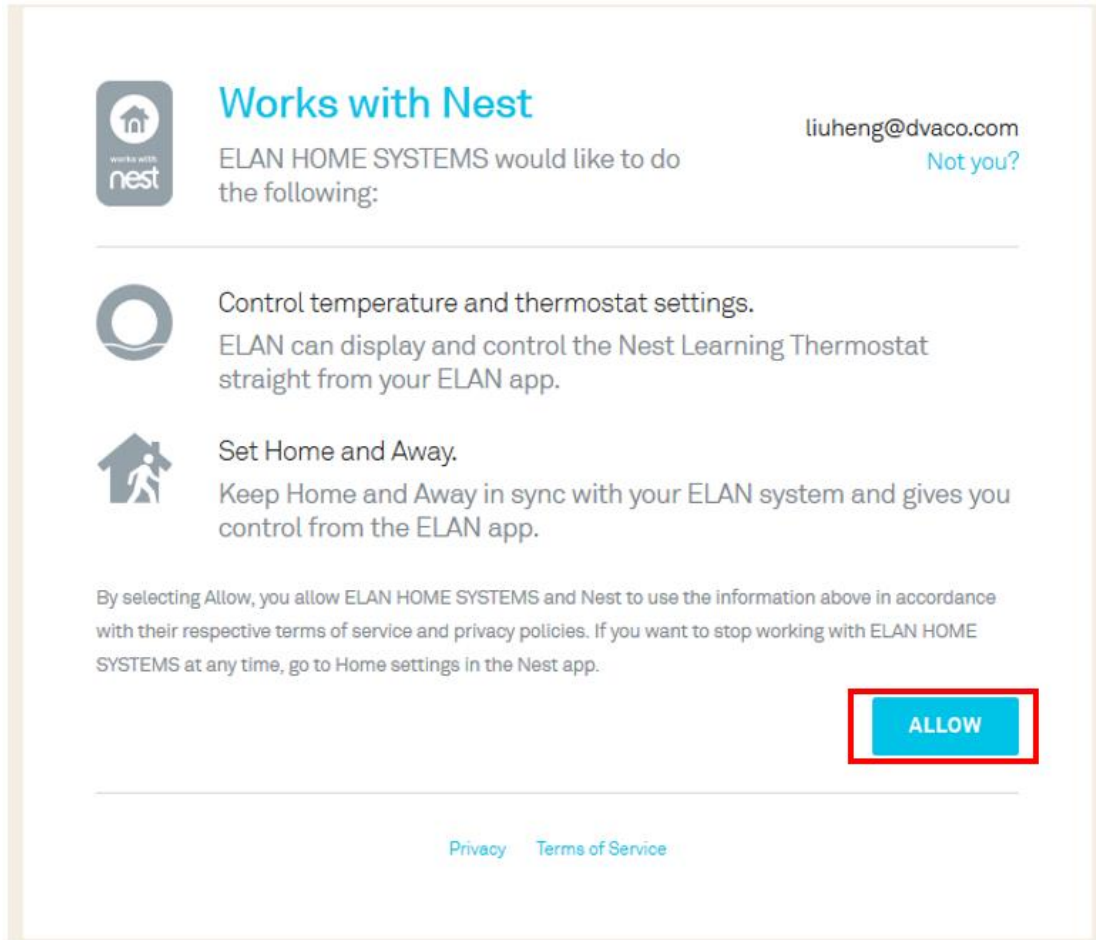 Works with Nest
liuheng@dvaco.com
ELAN HOME SYSTEMS would like to do
Not you?
the following:
works with
nest
Control temperature and thermostat settings.
ELAN can display and control the Nest Learning Thermostat
straight from your ELAN app.
Set Home and Away.
Keep Home and Away in sync with your ELAN system and gives you
control from the ELAN app.
By selecting Allow, you allow ELAN HOME SYSTEMS and Nest to use the information above in accordance
with their respective terms of service and privacy policies. If you want to stop working with ELAN HOME
SYSTEMS at any time, go to Home settings in the Nest app.
ALLOW
Privacy Terms of Service